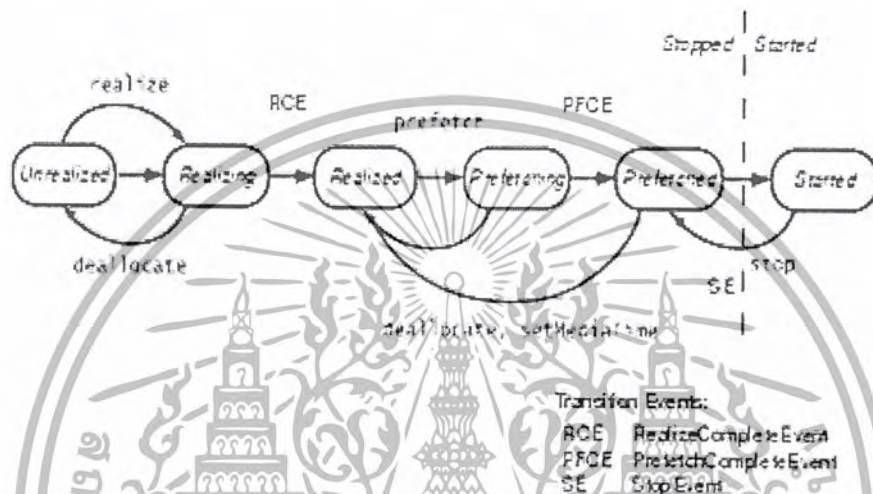 Stopped Started
realize
RCE
PFCE
prefetch
Unrealized
Realizing
Realized
Prefetching
Prefetched
Started
deallocate
SE
stop
deallocate, setMediaTime
Transition Events:
RCE RealizeCompleteEvent
PFCE PrefetchCompleteEvent
SE StopEvent